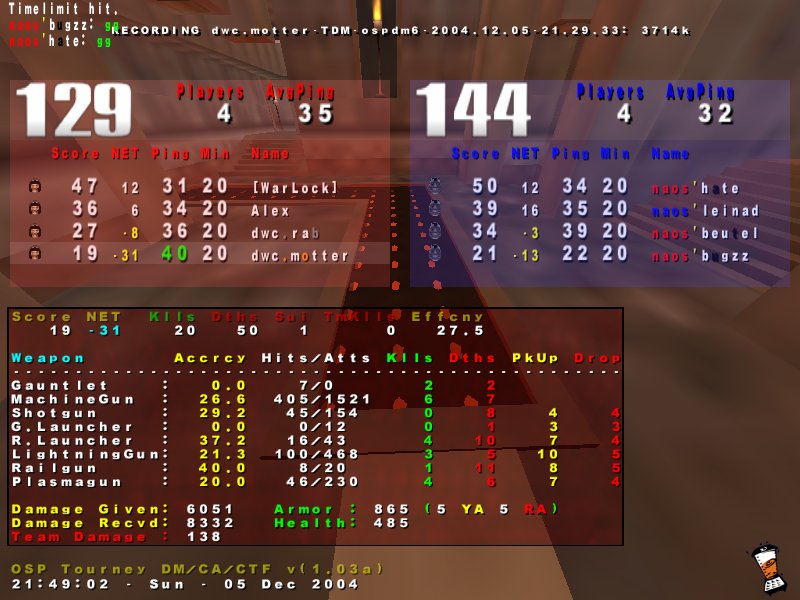 Timelimit hit.
naos'bugzz: gg
RECORDING dwc.motter-TDM-ospdm6-2004.12.05-21.29.33: 3714k
naos'hate: gg
129 Players AvgPing
4 35
144 Players AvgPing
4 32
Score NET Ping Min Name
47 12 31 20 [WarLock]
36 6 34 20 Alex
27 -8 36 20 dwc.rab
19 -31 40 20 dwc.motter
Score NET Ping Min Name
50 12 34 20 naos'hate
39 16 35 20 naos'leinad
34 -3 39 20 naos'beutel
21 -13 22 20 naos'bugzz
Score NET Klls Dths Sui TmKlls Effcny
19 -31 20 50 1 0 27.5
Weapon Accrcy Hits/Atts Klls Dths PkUp Drop
- - - - - - - - - - - - - - - - - - - - - - - - - - - - - - - - - - - - - - - - - - - - - - - -
Gauntlet : 0.0 7/0 2 2
MachineGun : 26.6 405/1521 6 7
Shotgun : 29.2 45/154 0 8 4 4
G.Launcher : 0.0 0/12 0 1 3 3
R.Launcher : 37.2 16/43 4 10 7 4
LightningGun: 21.3 100/468 3 5 10 5
Railgun : 40.0 8/20 1 11 8 5
Plasmagun : 20.0 46/230 4 6 7 4
Damage Given: 6051 Armor : 865 (5 YA 5 RA)
Damage Recvd: 8332 Health: 485
Team Damage : 138
OSP Tourney DM/CA/CTF v(1.03a)
21:49:02 - Sun - 05 Dec 2004